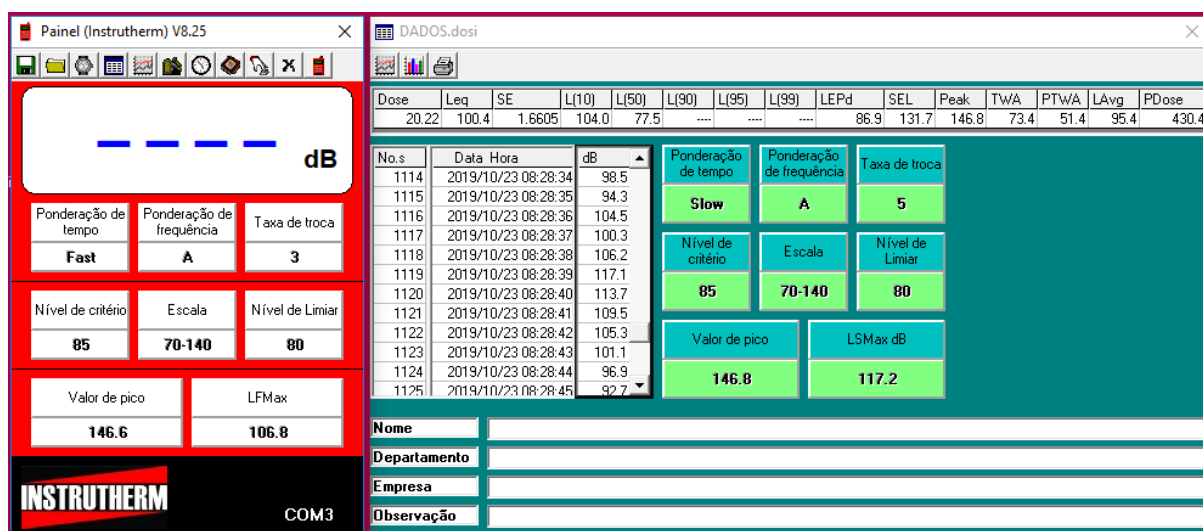 Painel (Instrutherm) V8.25
dB
Ponderação de tempo
Ponderação de frequência
Taxa de troca
Fast
A
3
Nível de critério
Escala
Nível de Limiar
85
70-140
80
Valor de pico
LFMax
146.6
106.8
INSTRUTHERM
COM3
DADOS.dosi
Dose Leq SE L(10) L(50) L(90) L(95) L(99) LEPd SEL Peak TWA PTWA LAvg PDose
20.22 100.4 1.6605 104.0 77.5 ---- ---- ---- 86.9 131.7 146.8 73.4 51.4 95.4 430.4
No.s Data Hora dB
1114 2019/10/23 08:28:34 98.5
1115 2019/10/23 08:28:35 94.3
1116 2019/10/23 08:28:36 104.5
1117 2019/10/23 08:28:37 100.3
1118 2019/10/23 08:28:38 106.2
1119 2019/10/23 08:28:39 117.1
1120 2019/10/23 08:28:40 113.7
1121 2019/10/23 08:28:41 109.5
1122 2019/10/23 08:28:42 105.3
1123 2019/10/23 08:28:43 101.1
1124 2019/10/23 08:28:44 96.9
1125 2019/10/23 08:28:45 92.7
Ponderação de tempo
Ponderação de frequência
Taxa de troca
Slow
A
5
Nível de critério
Escala
Nível de Limiar
85
70-140
80
Valor de pico
LSMax dB
146.8
117.2
Nome
Departamento
Empresa
Observação